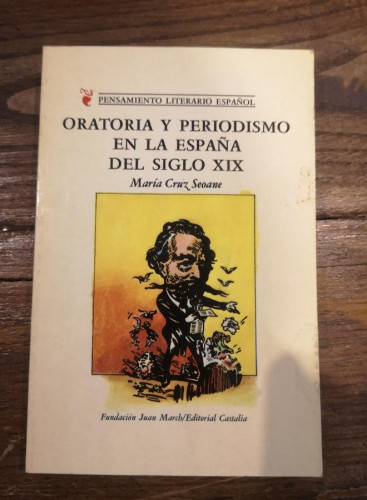 PENSAMIENTO LITERARIO ESPAÑOL
ORATORIA Y PERIODISMO
EN LA ESPAÑA
DEL SIGLO XIX
María Cruz Seoane
Fundación Juan March/Editorial Castalia